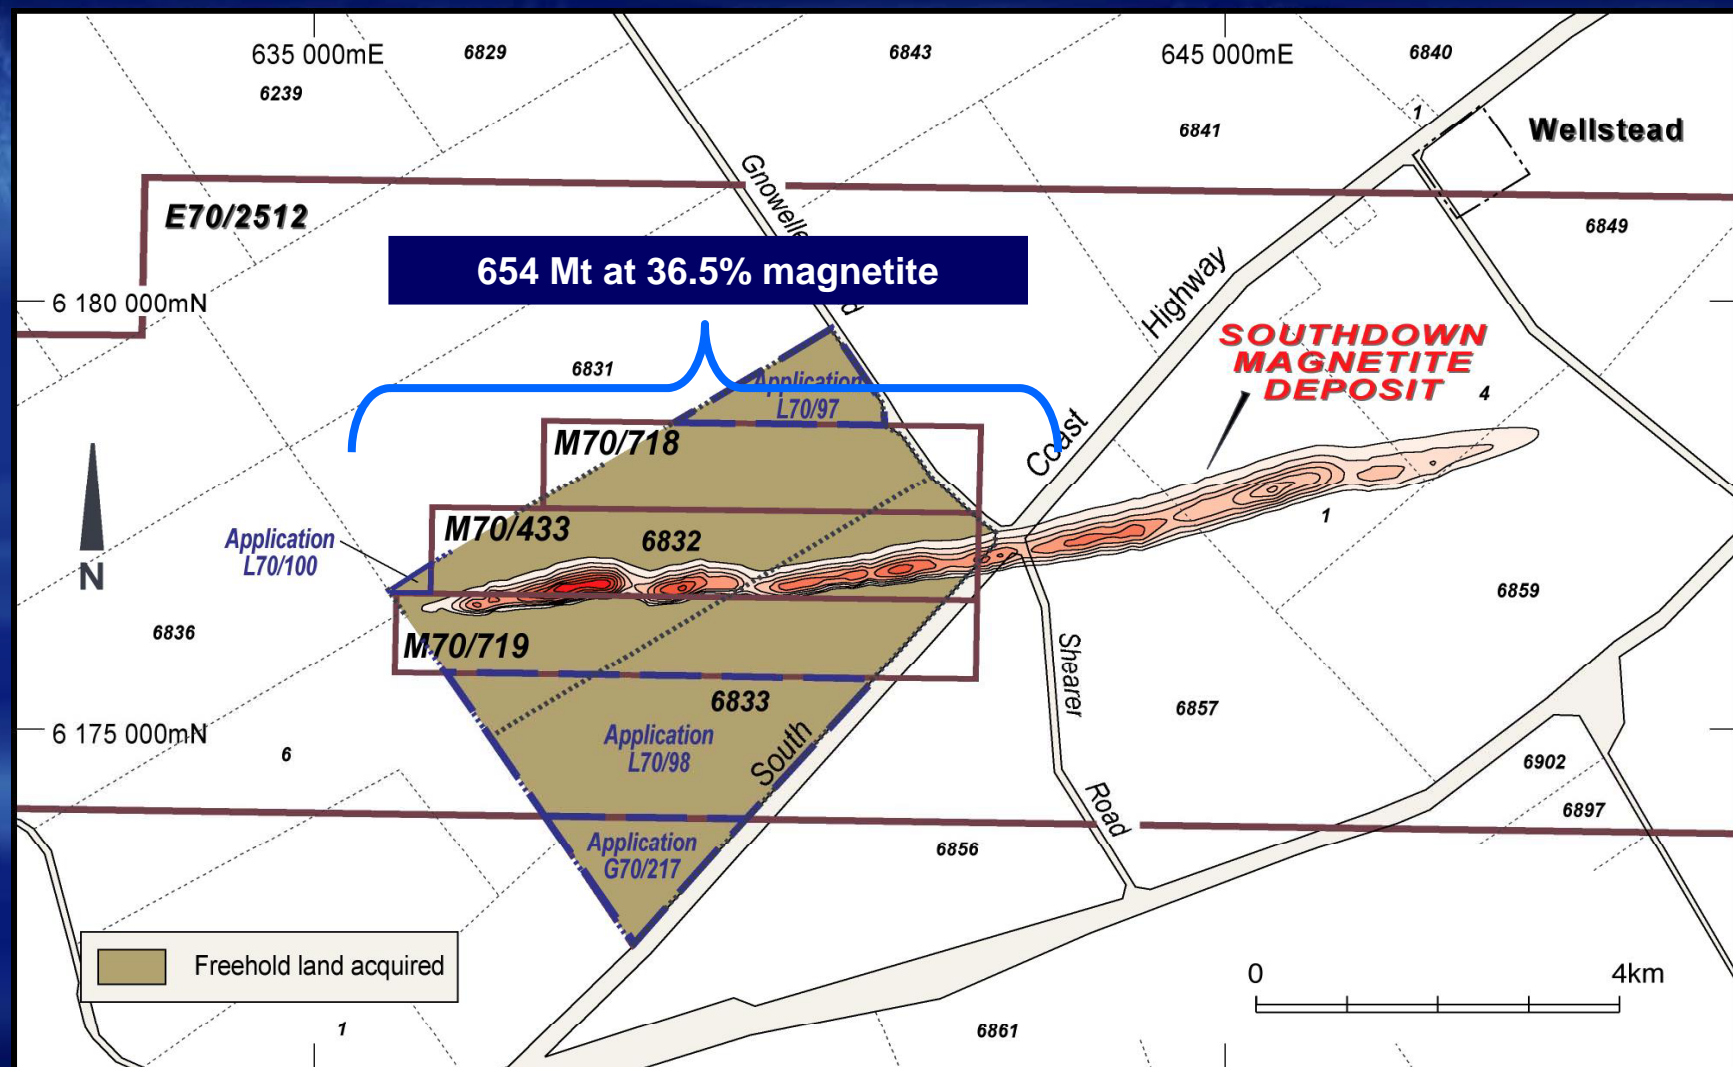 635 000mE
6829
6843
645 000mE
6840
6239
1
6841
Wellstead
E70/2512
6849
654 Mt at 36.5% magnetite
6 180 000mN
Highway
SOUTHDOWN
MAGNETITE
DEPOSIT
6831
Application
L70/97
4
M70/718
Coast
M70/433
6832
1
Application
L70/100
N
6859
6836
M70/719
Shearer
6833
6857
6 175 000mN
6
Application
L70/98
South
6902
Road
6897
Application
G70/217
6856
Freehold land acquired
0
4km
1
6861